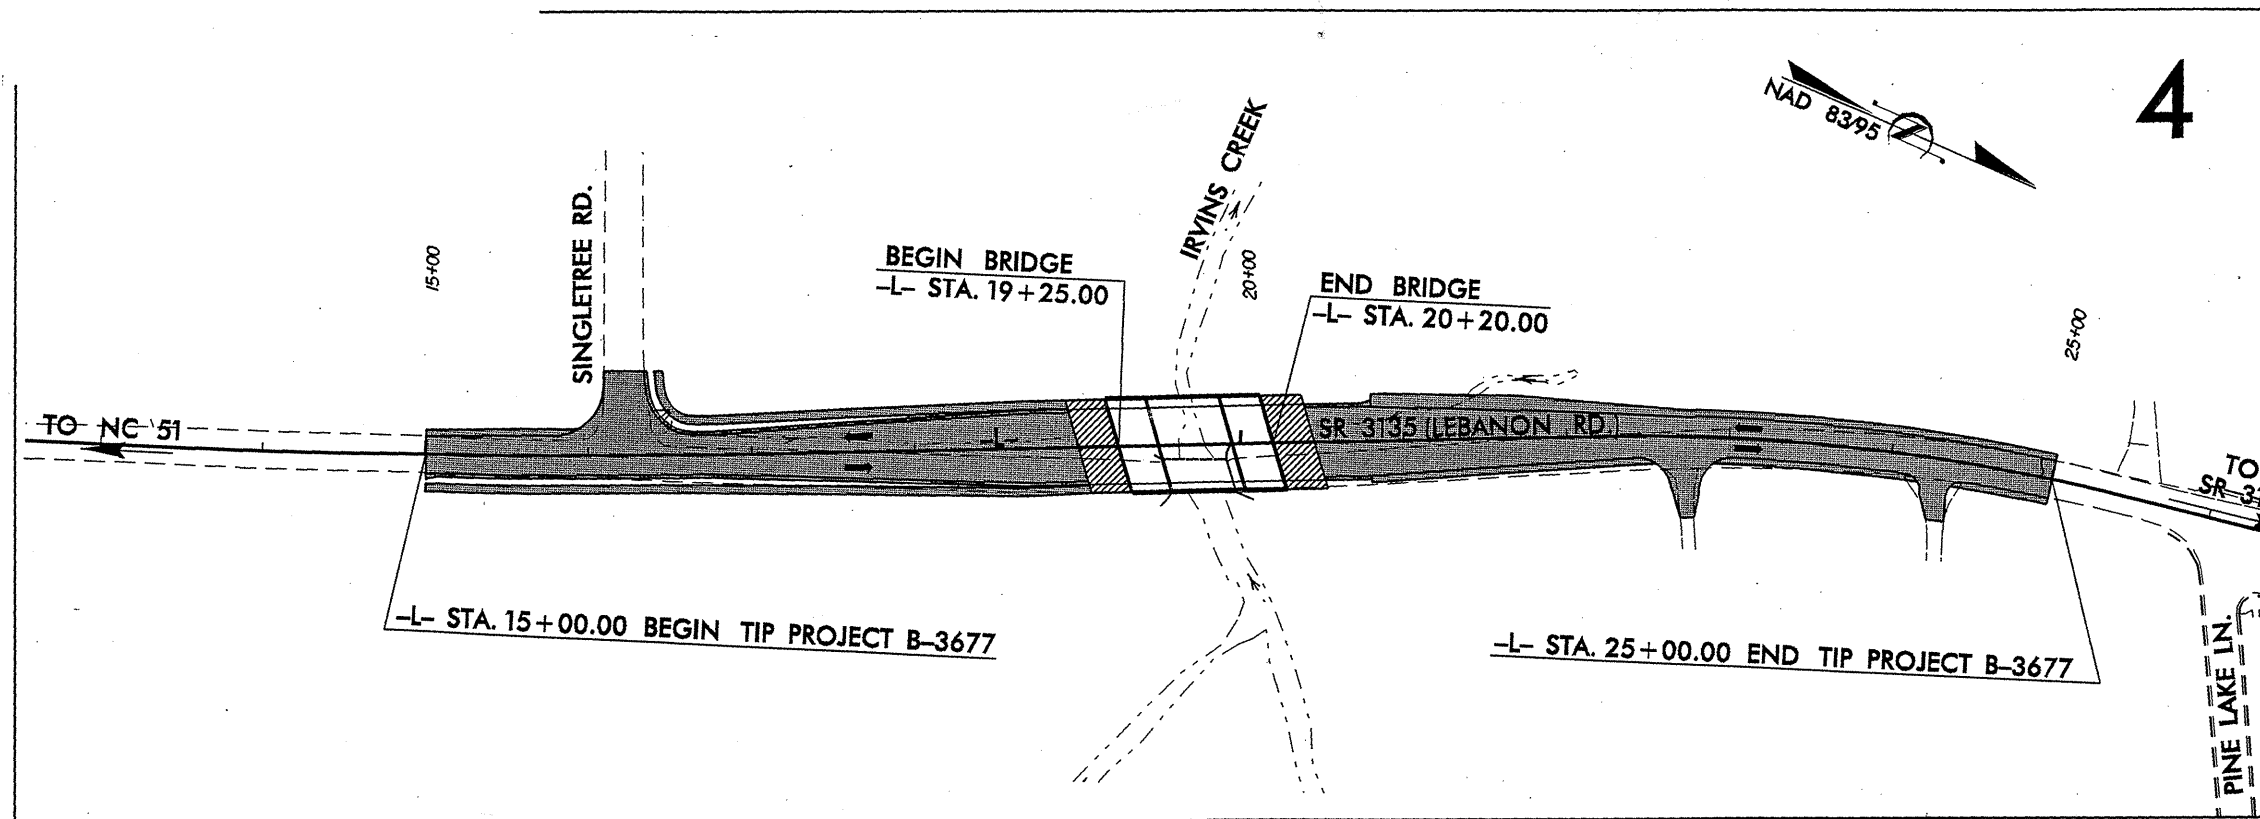 4
NAD 83/95
IRVINS CREEK
SINGLETREE RD.
15+00
BEGIN BRIDGE
-L- STA. 19+25.00
20+00
END BRIDGE
-L- STA. 20+20.00
25+00
TO NC 51
-L-
SR 3135 (LEBANON RD.)
TO
SR
-L- STA. 15+00.00 BEGIN TIP PROJECT B-3677
-L- STA. 25+00.00 END TIP PROJECT B-3677
PINE LAKE LN.